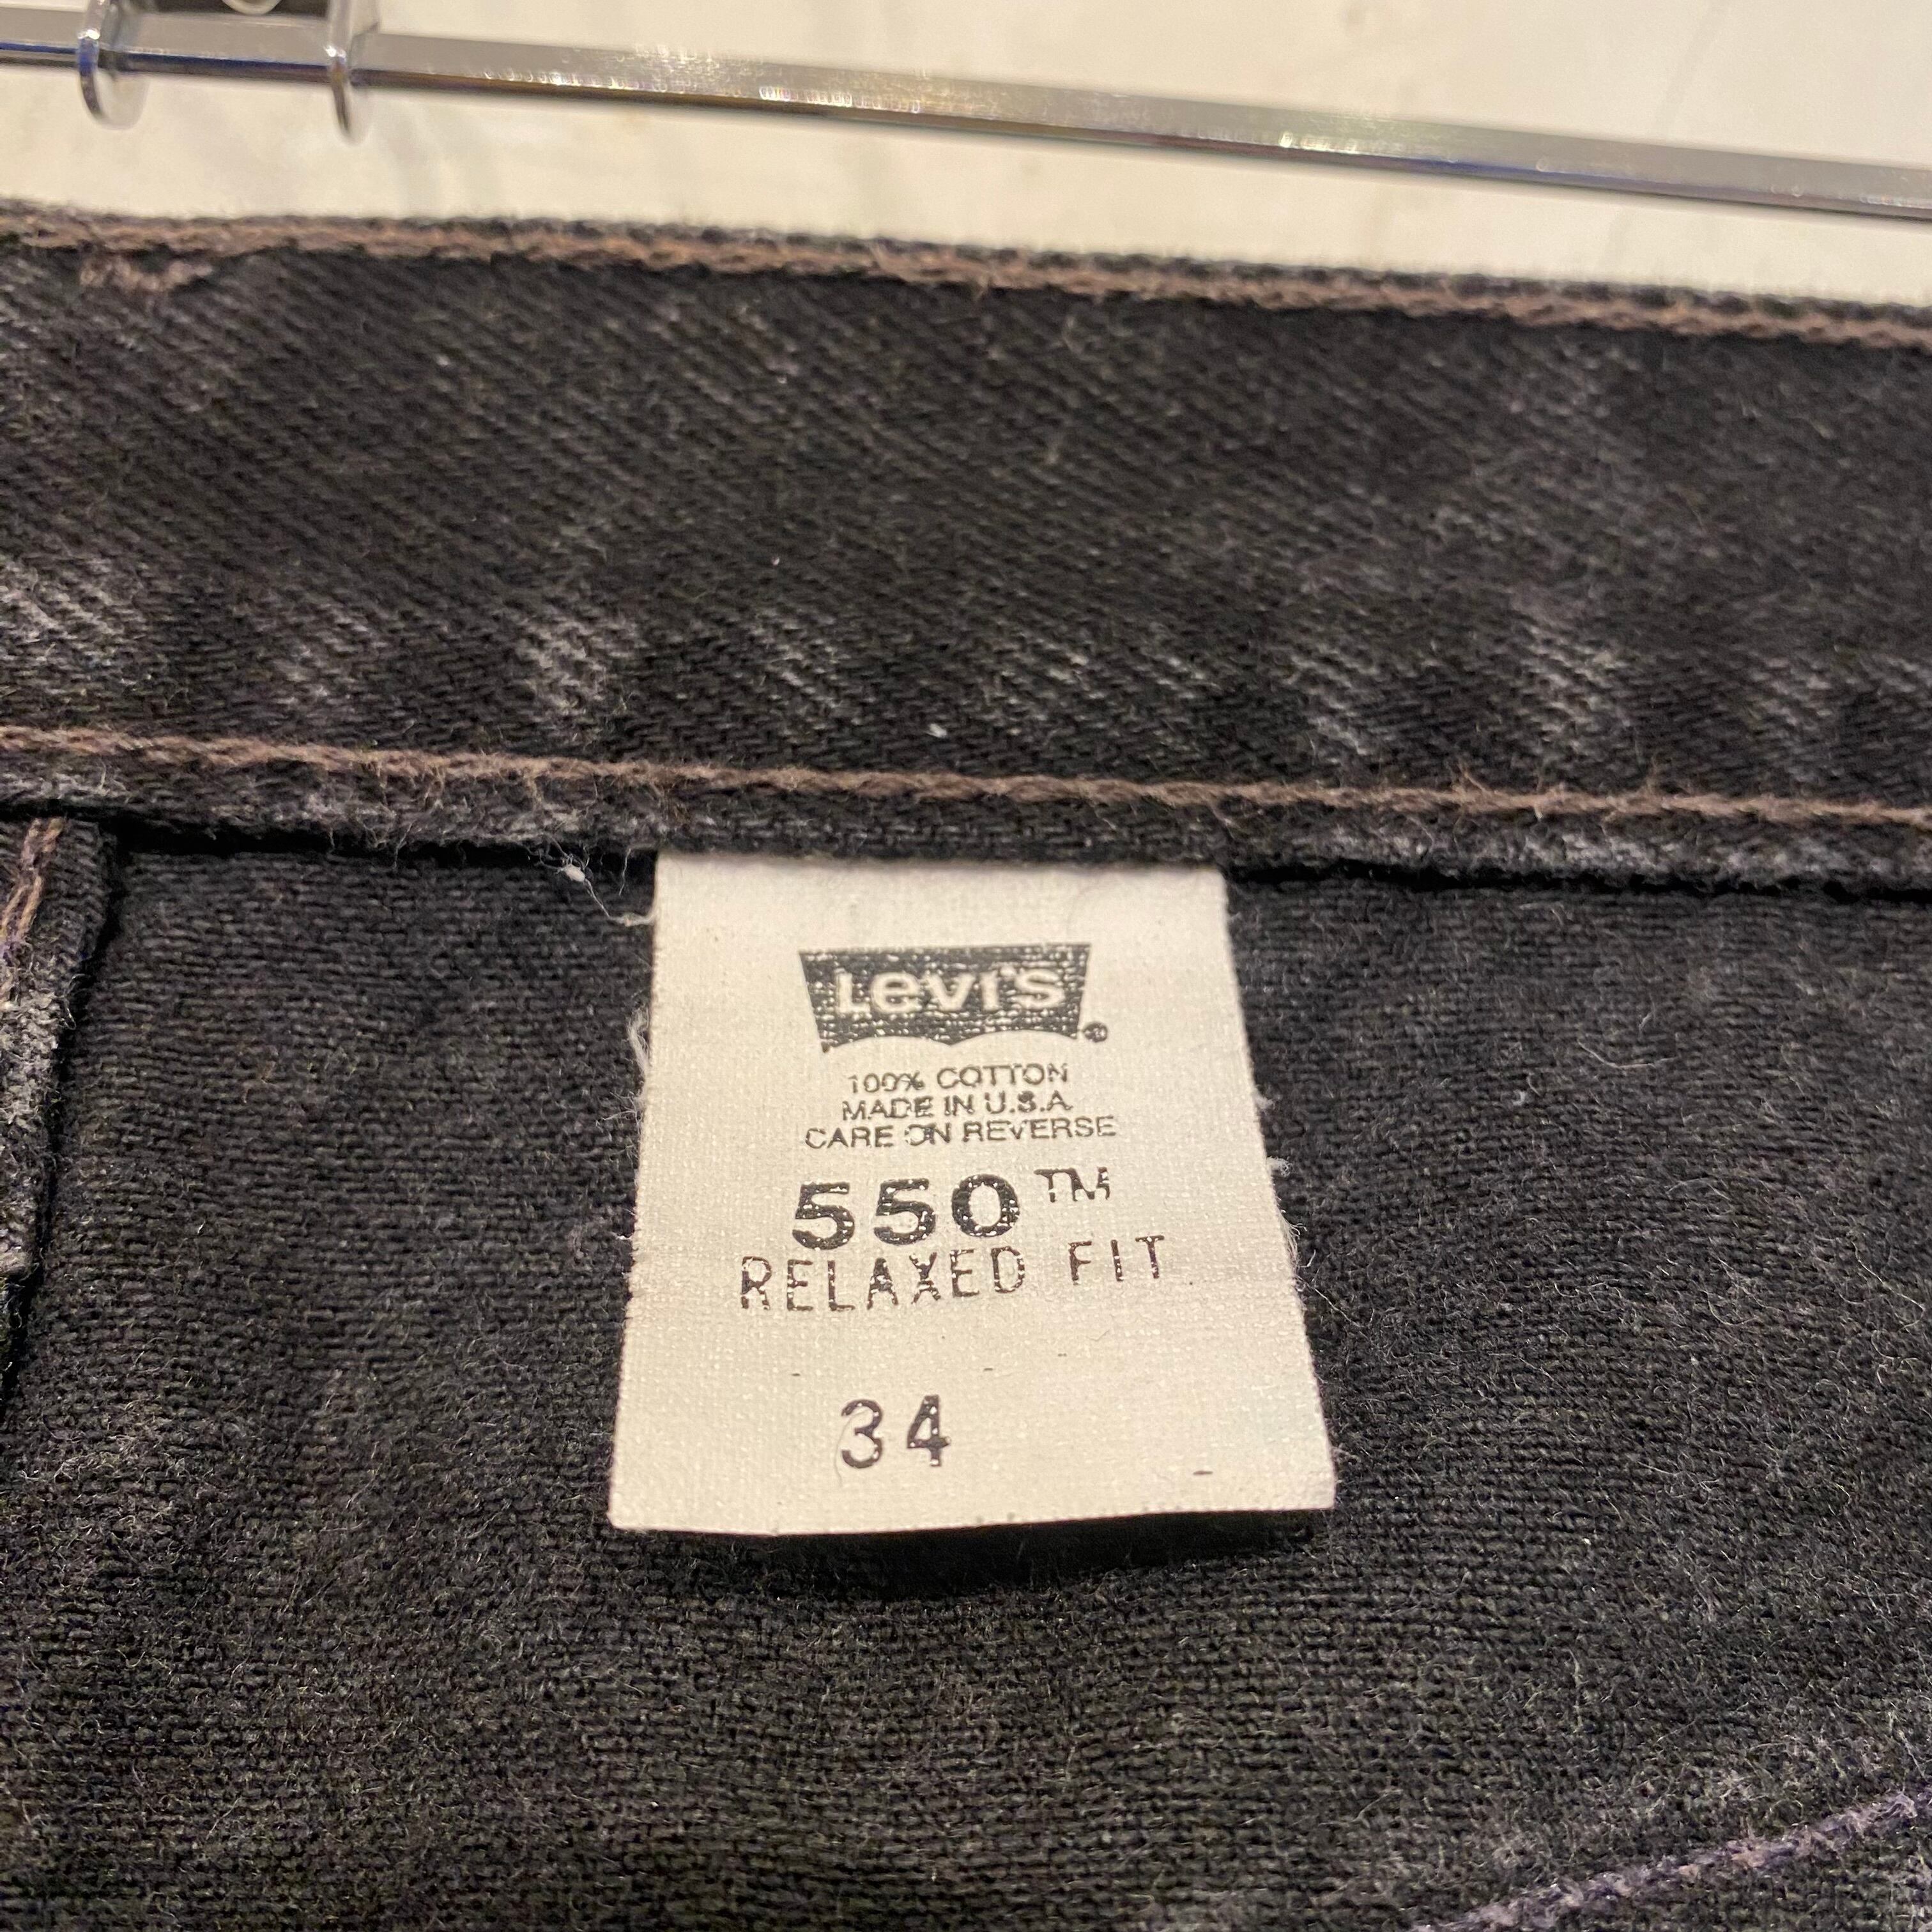 Levi's®
100% COTTON
MADE IN U.S.A.
CARE ON REVERSE
550™
RELAXED FIT
34